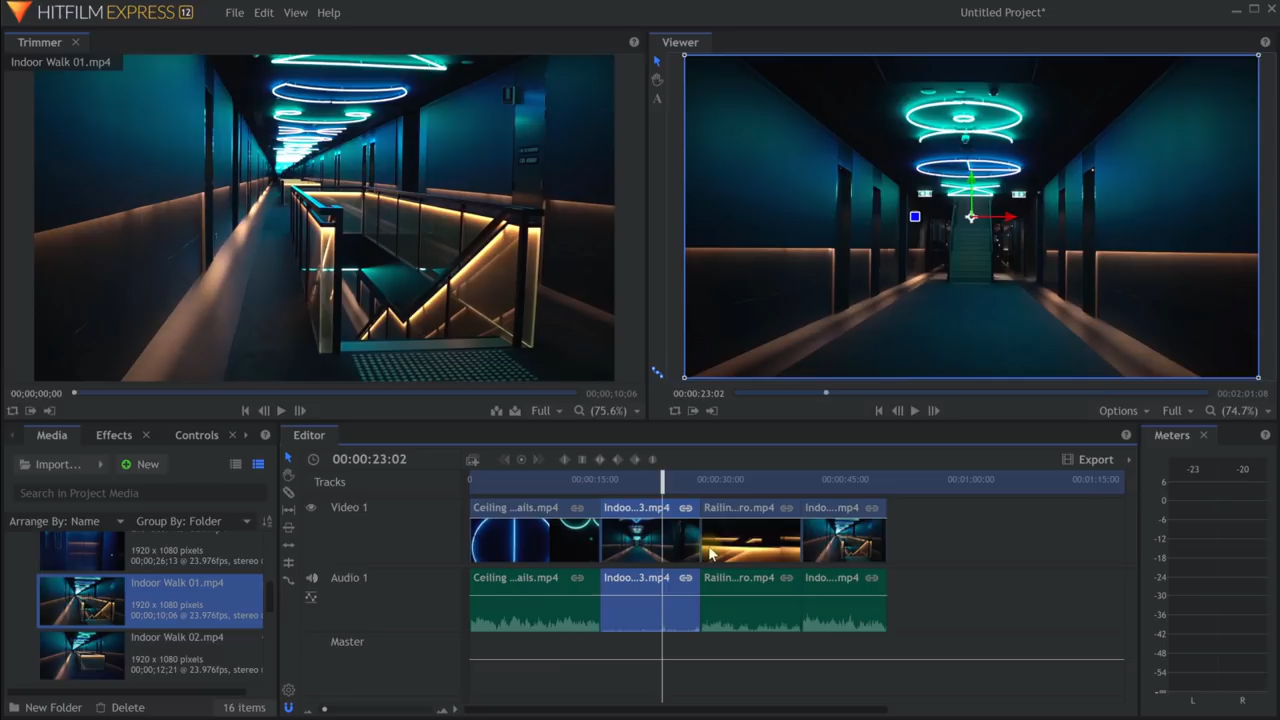 HITFILM EXPRESS 12
File Edit View Help
Untitled Project*
Trimmer
Indoor Walk 01.mp4
00;00;00;00
00;00;10;06
Full
(75.6%)
Viewer
00:00:23:02
00:02:01:08
Options
Full
(74.7%)
Media Effects Controls
Import...
New
Search in Project Media
Arrange By: Name
Group By: Folder
1920 x 1080 pixels
00;00;26;13 @ 23.976fps, stereo
Indoor Walk 01.mp4
1920 x 1080 pixels
00;00;10;06 @ 23.976fps, stereo
Indoor Walk 02.mp4
1920 x 1080 pixels
00;00;12;21 @ 23.976fps, stereo
New Folder
Delete
16 items
Editor
00:00:23:02
Export
Tracks
0 00:00:15:00 00:00:30:00 00:00:45:00 00:01:00:00 00:01:15:00
Video 1
Ceiling ...ails.mp4 Indoo...3.mp4 Railin...ro.mp4 Indo....mp4
Audio 1
Ceiling ...ails.mp4 Indoo...3.mp4 Railin...ro.mp4 Indo....mp4
Master
Meters
-23 -20
6
0
-6
-12
-18
-24
-30
-36
-42
-48
-54
L R